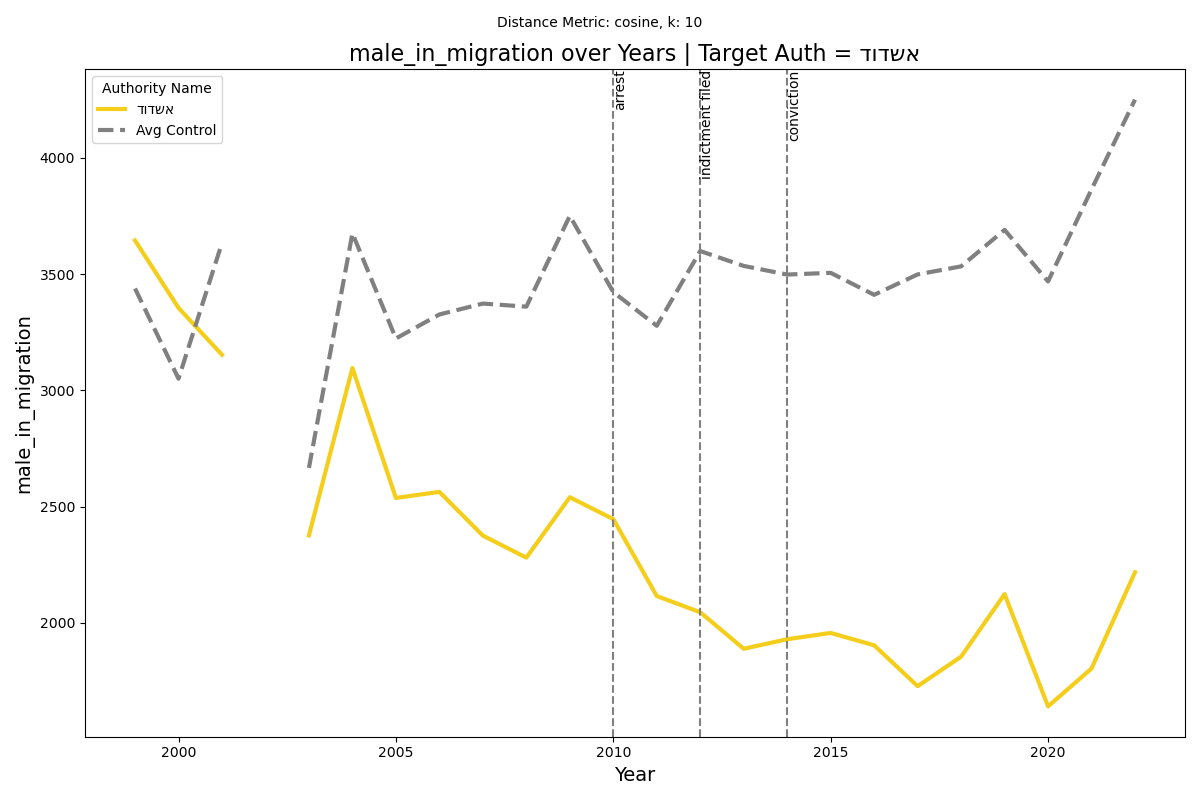 Distance Metric: cosine, k: 10
male_in_migration over Years | Target Auth = אשדוד
Authority Name
אשדוד
Avg Control
arrest
indictment filed
conviction
4000
3500
3000
2500
2000
male_in_migration
2000
2005
2010
2015
2020
Year